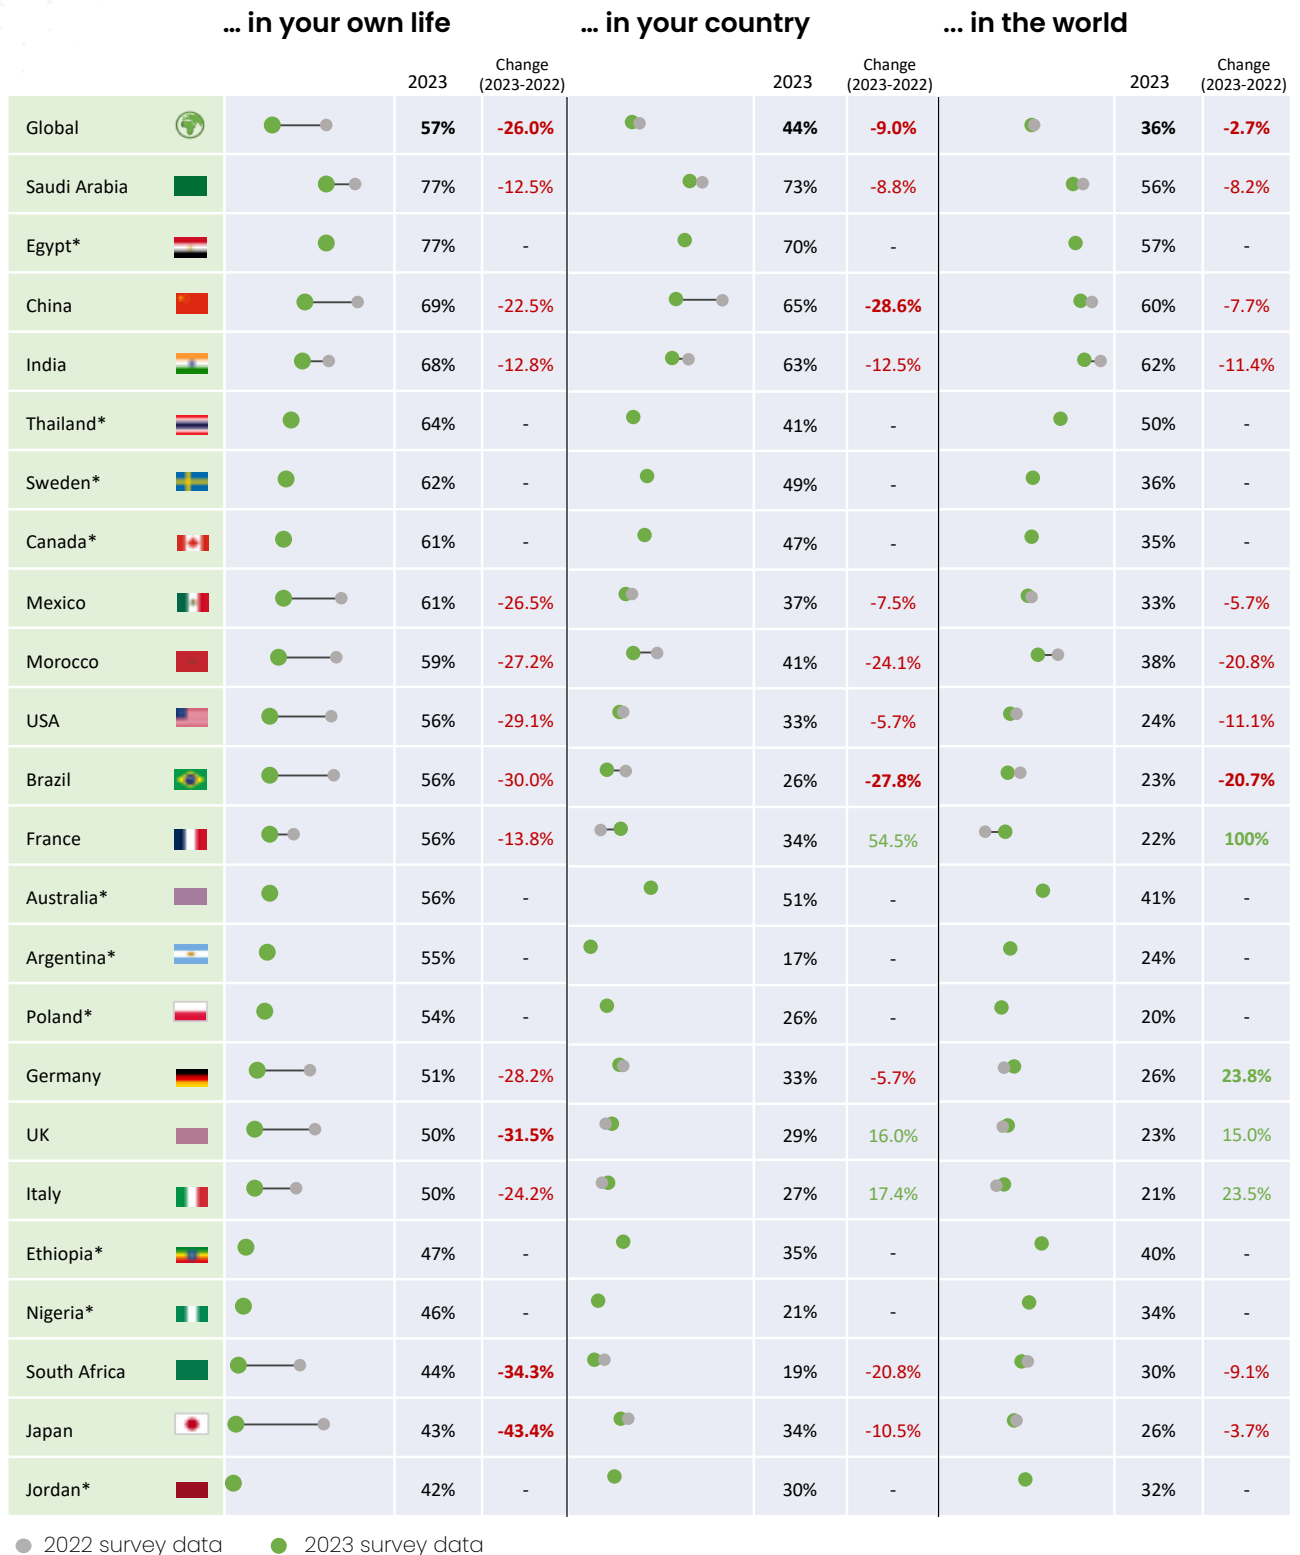 ... in your own life ... in your country ... in the world
2023 Change (2023-2022) 2023 Change (2023-2022) 2023 Change (2023-2022)
Global 57% -26.0% 44% -9.0% 36% -2.7%
Saudi Arabia 77% -12.5% 73% -8.8% 56% -8.2%
Egypt* 77% - 70% - 57% -
China 69% -22.5% 65% -28.6% 60% -7.7%
India 68% -12.8% 63% -12.5% 62% -11.4%
Thailand* 64% - 41% - 50% -
Sweden* 62% - 49% - 36% -
Canada* 61% - 47% - 35% -
Mexico 61% -26.5% 37% -7.5% 33% -5.7%
Morocco 59% -27.2% 41% -24.1% 38% -20.8%
USA 56% -29.1% 33% -5.7% 24% -11.1%
Brazil 56% -30.0% 26% -27.8% 23% -20.7%
France 56% -13.8% 34% 54.5% 22% 100%
Australia* 56% - 51% - 41% -
Argentina* 55% - 17% - 24% -
Poland* 54% - 26% - 20% -
Germany 51% -28.2% 33% -5.7% 26% 23.8%
UK 50% -31.5% 29% 16.0% 23% 15.0%
Italy 50% -24.2% 27% 17.4% 21% 23.5%
Ethiopia* 47% - 35% - 40% -
Nigeria* 46% - 21% - 34% -
South Africa 44% -34.3% 19% -20.8% 30% -9.1%
Japan 43% -43.4% 34% -10.5% 26% -3.7%
Jordan* 42% - 30% - 32% -
2022 survey data 2023 survey data